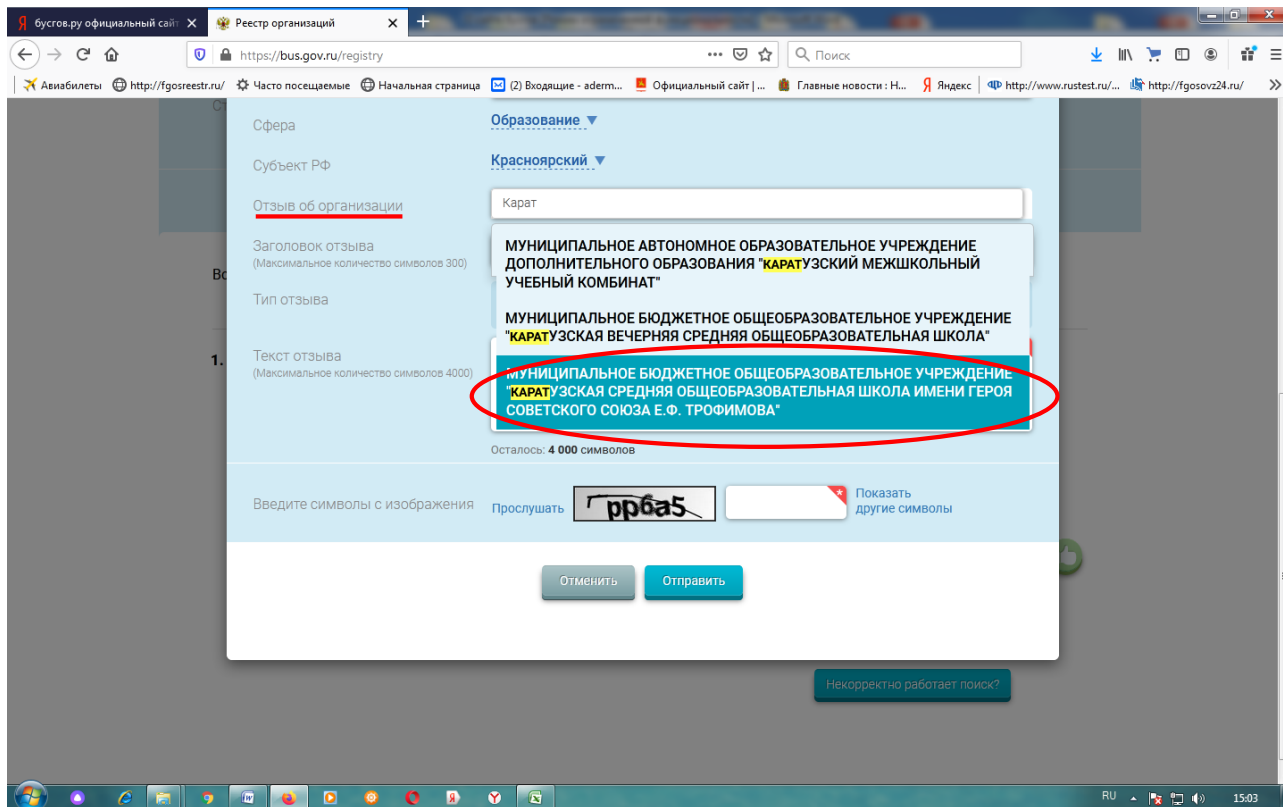 бусгов.ру официальный сайт
Реестр организаций
https://bus.gov.ru/registry
Поиск
Авиабилеты http://fgosreestr.ru/ Часто посещаемые Начальная страница (2) Входящие - aderm... Официальный сайт | ... Главные новости : Н... Яндекс http://www.rustest.ru/... http://fgosovz24.ru/
Сфера
Образование
Субъект РФ
Красноярский
Отзыв об организации
Карат
Заголовок отзыва
(Максимальное количество символов 300)
МУНИЦИПАЛЬНОЕ АВТОНОМНОЕ ОБРАЗОВАТЕЛЬНОЕ УЧРЕЖДЕНИЕ
ДОПОЛНИТЕЛЬНОГО ОБРАЗОВАНИЯ "КАРАТУЗСКИЙ МЕЖШКОЛЬНЫЙ
УЧЕБНЫЙ КОМБИНАТ"
Тип отзыва
МУНИЦИПАЛЬНОЕ БЮДЖЕТНОЕ ОБЩЕОБРАЗОВАТЕЛЬНОЕ УЧРЕЖДЕНИЕ
"КАРАТУЗСКАЯ ВЕЧЕРНЯЯ СРЕДНЯЯ ОБЩЕОБРАЗОВАТЕЛЬНАЯ ШКОЛА"
1.
Текст отзыва
(Максимальное количество символов 4000)
МУНИЦИПАЛЬНОЕ БЮДЖЕТНОЕ ОБЩЕОБРАЗОВАТЕЛЬНОЕ УЧРЕЖДЕНИЕ
"КАРАТУЗСКАЯ СРЕДНЯЯ ОБЩЕОБРАЗОВАТЕЛЬНАЯ ШКОЛА ИМЕНИ ГЕРОЯ
СОВЕТСКОГО СОЮЗА Е.Ф. ТРОФИМОВА"
Осталось: 4 000 символов
Введите символы с изображения
Прослушать
Показать
другие символы
Отменить
Отправить
Некорректно работает поиск?
RU
15:03